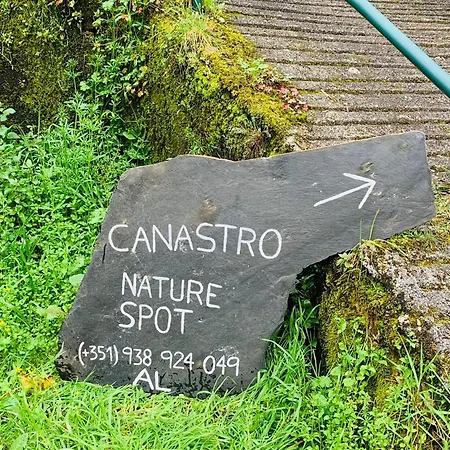 CANASTRO
NATURE
SPOT
(+351) 938 924 049
AL